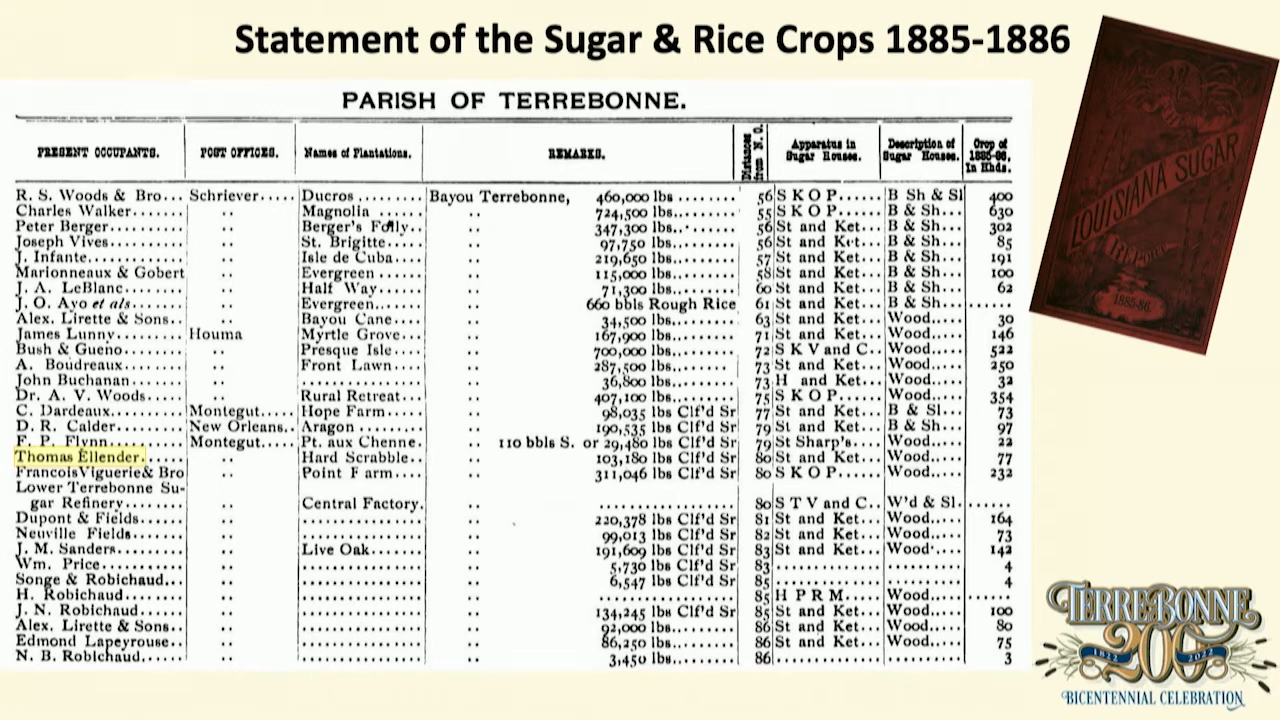 Statement of the Sugar & Rice Crops 1885-1886
PARISH OF TERREBONNE.
PRESENT OCCUPANTS. POST OFFICES. Names of Plantations. REMARKS. Distances from N. O. Apparatus in Sugar Houses. Description of Sugar Houses. Crop of 1885-86, In Hhds.
R. S. Woods & Bro... Schriever..... Ducros ......... Bayou Terrebonne, 460,000 lbs ........ 56 S K O P...... B Sh & Sl 400
Charles Walker....... .. Magnolia ...... .. 724,500 lbs........ 55 S K O P...... B & Sh... 630
Peter Berger........ .. Berger's Folly.. .. 347,300 lbs........ 56 St and Ket... B & Sh... 302
Joseph Vives........ .. St. Brigitte.... .. 97,750 lbs........ 56 St and Ket... B & Sh... 85
J. Infante........... .. Isle de Cuba.... .. 219,650 lbs........ 57 St and Ket... B & Sh... 191
Marionneaux & Gobert .. Evergreen ...... .. 115,000 lbs........ 58 St and Ket... B & Sh... 100
J. A. LeBlanc........ .. Half Way....... .. 71,300 lbs........ 60 St and Ket... B & Sh... 62
J. O. Ayo et als..... .. Evergreen....... .. 660 bbls Rough Rice 61 St and Ket... B & Sh... ......
Alex. Lirette & Sons.. .. Bayou Cane..... .. 34,500 lbs........ 63 St and Ket... Wood..... 30
James Lunny......... Houma Myrtle Grove.... .. 167,900 lbs........ 71 St and Ket... Wood..... 146
Bush & Gueno....... .. Presque Isle.... .. 700,000 lbs........ 72 S K V and C.. Wood..... 522
A. Boudreaux....... .. Front Lawn..... .. 287,500 lbs........ 73 St and Ket... Wood..... 250
John Buchanan...... .. ................ .. 36,800 lbs........ 73 H and Ket... Wood..... 32
Dr. A. V. Woods..... .. Rural Retreat... .. 407,100 lbs........ 75 S K O P...... Wood..... 354
C. Dardeaux......... Montegut..... Hope Farm..... .. 98,035 lbs Clf'd Sr 77 St and Ket... B & Sl... 73
D. R. Calder......... New Orleans.. Aragon ......... .. 190,535 lbs Clf'd Sr 79 St and Ket... B & Sh... 97
F. P. Flynn.......... Montegut..... Pt. aux Chenne. .. 110 bbls S. or 29,480 lbs Clf'd Sr 79 St Sharp's.... Wood..... 22
Thomas Ellender..... .. Hard Scrabble.. .. 103,180 lbs Clf'd Sr 80 St and Ket... Wood..... 77
Francois Viguerie & Bro .. Point Farm.... .. 311,046 lbs Clf'd Sr 80 S K O P...... Wood..... 232
Lower Terrebonne Su-
gar Refinery........ .. Central Factory. .. .................. 80 S T V and C.. W'd & Sl. ......
Dupont & Fields...... .. ................ .. 220,378 lbs Clf'd Sr 81 St and Ket... Wood..... 164
Neuville Fields....... .. ................ .. 99,013 lbs Clf'd Sr 82 St and Ket... Wood..... 73
J. M. Sanders........ .. Live Oak........ .. 191,609 lbs Clf'd Sr 83 St and Ket... Wood..... 142
Wm. Price........... .. ................ .. 5,730 lbs Clf'd Sr 83 ............. ......... 4
Songe & Robichaud... .. ................ .. 6,547 lbs Clf'd Sr 85 ............. ......... 4
H. Robichaud........ .. ................ .. .................. 85 H P R M..... Wood..... ......
J. N. Robichaud...... .. ................ .. 134,245 lbs Clf'd Sr 85 St and Ket... Wood..... 100
Alex. Lirette & Sons.. .. ................ .. 92,000 lbs........ 86 St and Ket... Wood..... 80
Edmond Lapeyrouse.. .. ................ .. 86,250 lbs........ 86 St and Ket... Wood..... 75
N. B. Robichaud...... .. ................ .. 3,450 lbs........ 86 ............. ......... 3
LOUISIANA SUGAR
REPORT
1885-86.
TERREBONNE
200
1822 2022
BICENTENNIAL CELEBRATION